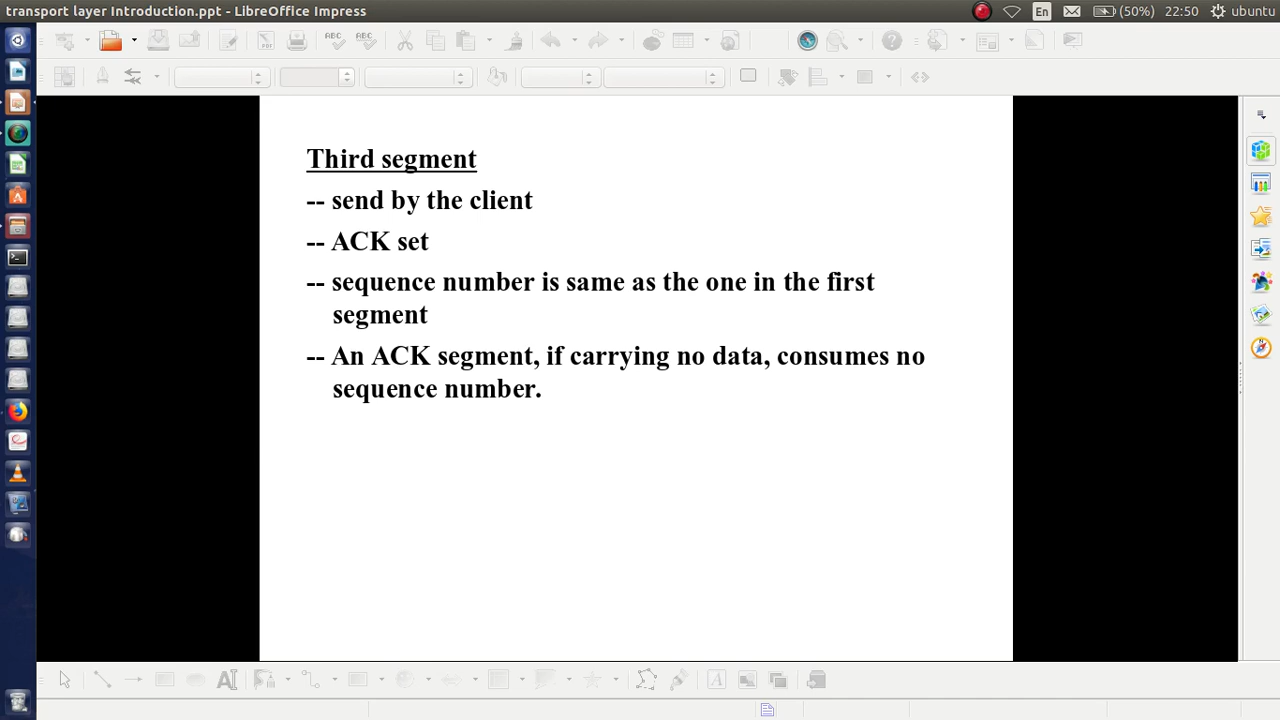 transport layer Introduction.ppt - LibreOffice Impress
En (50%) 22:50 ubuntu
Third segment
-- send by the client
-- ACK set
-- sequence number is same as the one in the first
segment
-- An ACK segment, if carrying no data, consumes no
sequence number.